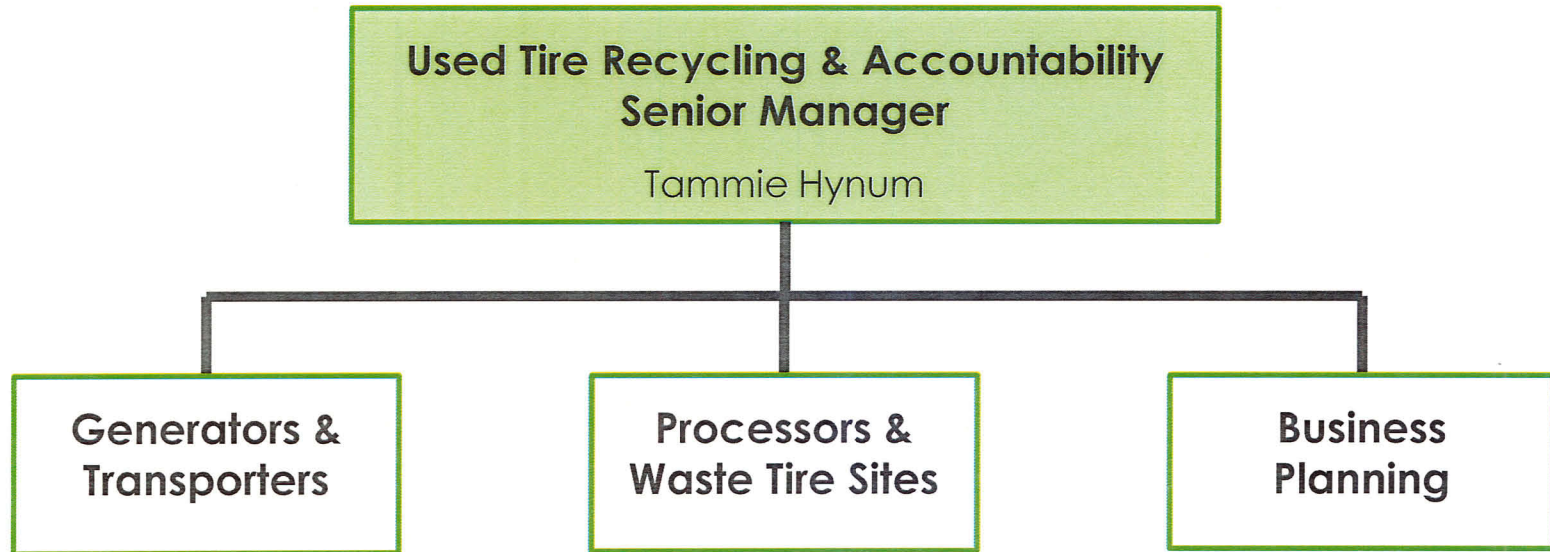 Used Tire Recycling & Accountability
Senior Manager
Tammie Hynum
Generators &
Transporters
Processors &
Waste Tire Sites
Business
Planning